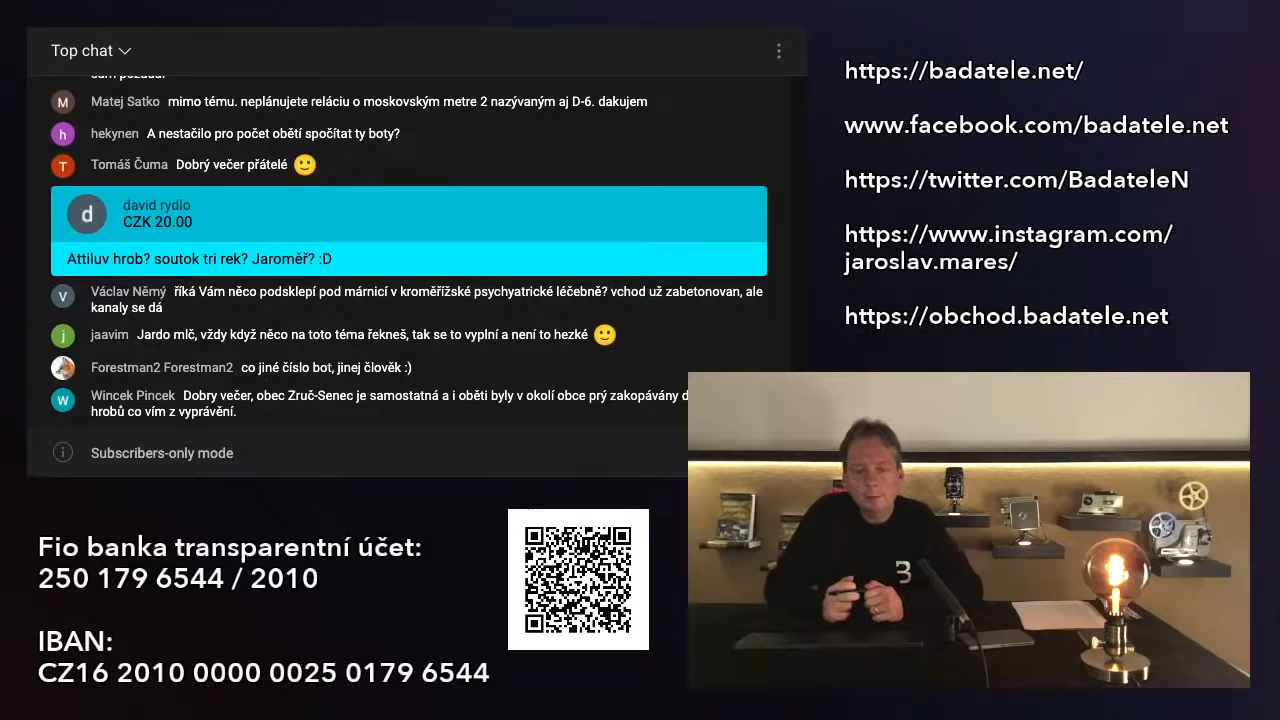 Top chat
M Matej Satko mimo tému. neplánujete reláciu o moskovským metre 2 nazývaným aj D-6. dakujem
h hekynen A nestačilo pro počet obětí spočítat ty boty?
T Tomáš Čuma Dobrý večer přátelé 🙂
d david rydlo
CZK 20.00
Attiluv hrob? soutok tri rek? Jaroměř? :D
V Václav Němý říká Vám něco podsklepí pod márnicí v kroměřížské psychyatrické léčebně? vchod už zabetonovan, ale
kanaly se dá
j jaavim Jardo mlč, vždy když něco na toto téma řekneš, tak se to vyplní a není to hezké 🙂
Forestman2 Forestman2 co jiné číslo bot, jinej člověk :)
W Wincek Pincek Dobry večer, obec Zruč-Senec je samostatná a i oběti byly v okolí obce prý zakopávány
hrobů co vím z vyprávění.
Subscribers-only mode
https://badatele.net/
www.facebook.com/badatele.net
https://twitter.com/BadateleN
https://www.instagram.com/
jaroslav.mares/
https://obchod.badatele.net
Fio banka transparentní účet:
250 179 6544 / 2010
IBAN:
CZ16 2010 0000 0025 0179 6544